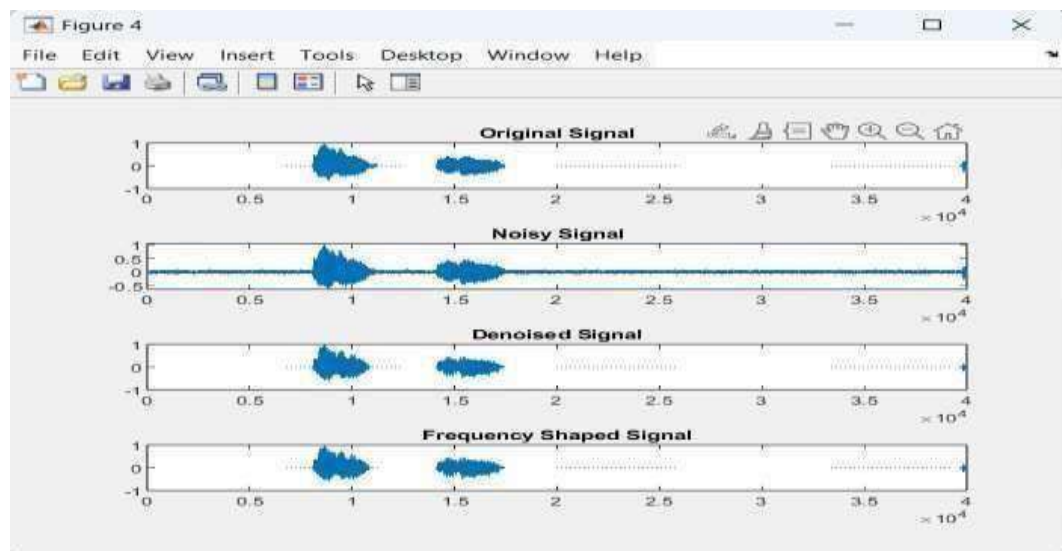 Figure 4
File Edit View Insert Tools Desktop Window Help
Original Signal
1
0
-1
0 0.5 1 1.5 2 2.5 3 3.5 4
× 10^4
Noisy Signal
0.5
0
-0.5
0 0.5 1 1.5 2 2.5 3 3.5 4
× 10^4
Denoised Signal
1
0
-1
0 0.5 1 1.5 2 2.5 3 3.5 4
× 10^4
Frequency Shaped Signal
1
0
-1
0 0.5 1 1.5 2 2.5 3 3.5 4
× 10^4